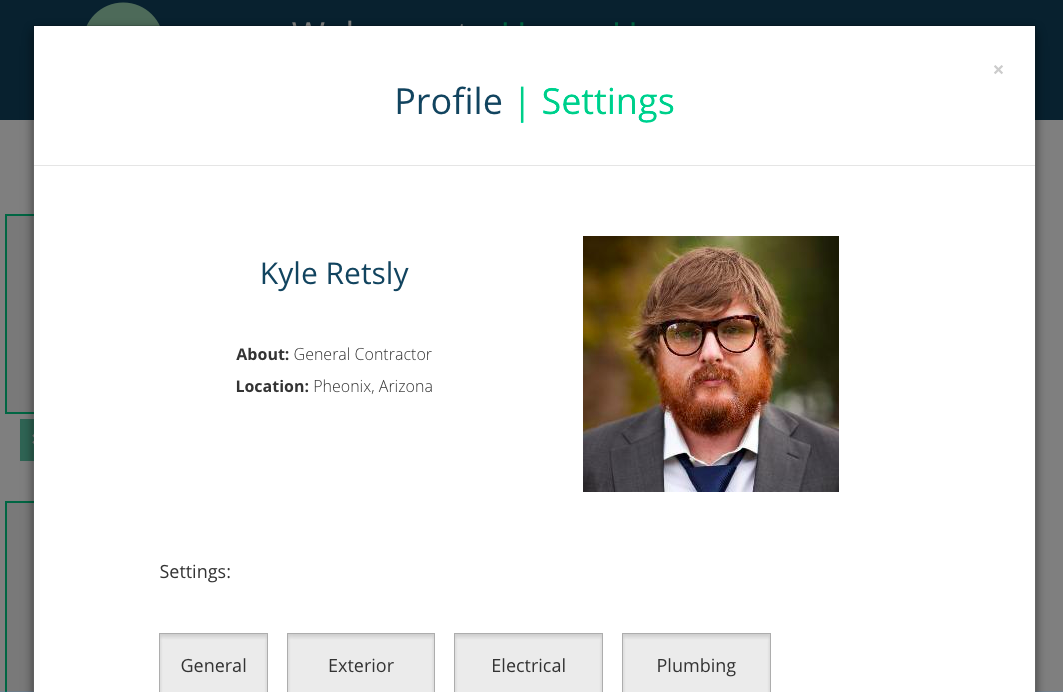 ×
Profile | Settings
Kyle Retsly
About: General Contractor
Location: Pheonix, Arizona
Settings:
General Exterior Electrical Plumbing